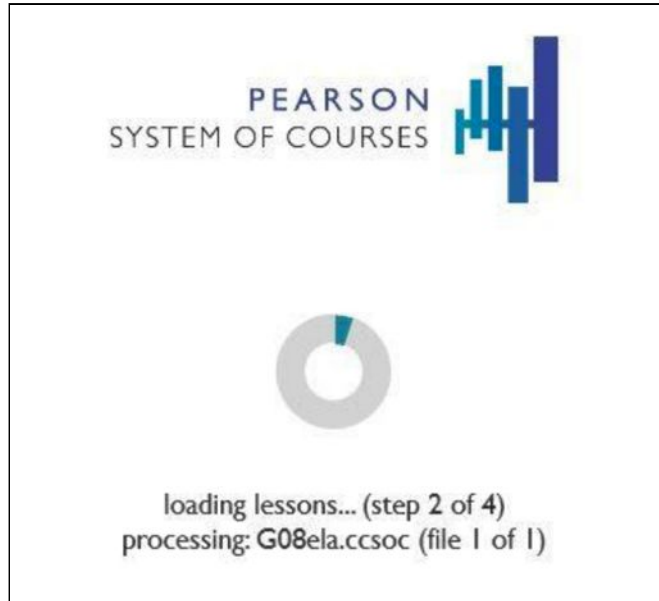 PEARSON
SYSTEM OF COURSES
loading lessons... (step 2 of 4)
processing: G08ela.ccsoc (file 1 of 1)